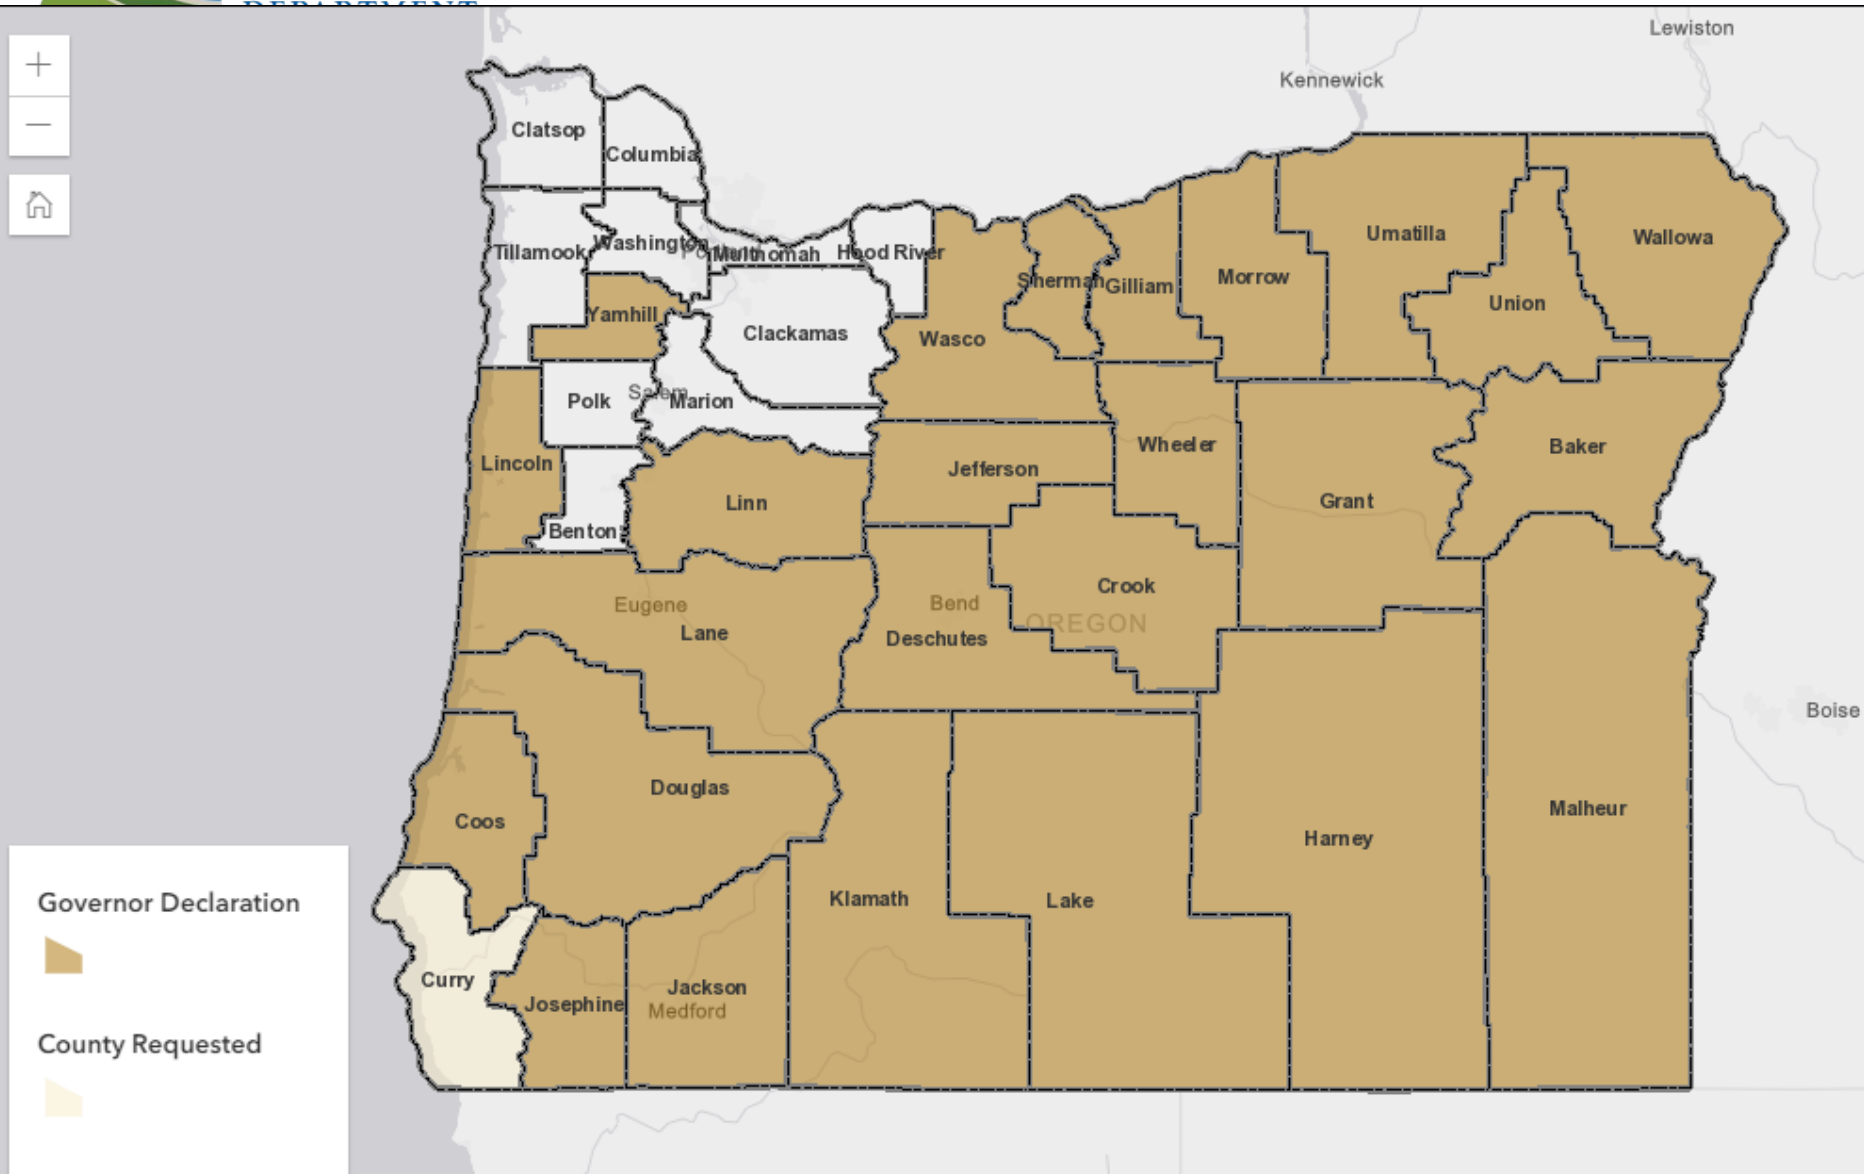 DEPARTMENT
Lewiston
Kennewick
Clatsop
Columbia
Tillamook
Washington
Portland
Multnomah
Hood River
Umatilla
Wallowa
Sherman
Gilliam
Morrow
Union
Yamhill
Clackamas
Wasco
Polk
Salem
Marion
Wheeler
Baker
Lincoln
Jefferson
Linn
Grant
Benton
Crook
Eugene
Bend
OREGON
Lane
Deschutes
Boise
Douglas
Malheur
Coos
Harney
Klamath
Lake
Governor Declaration
Curry
Jackson
Josephine
Medford
County Requested